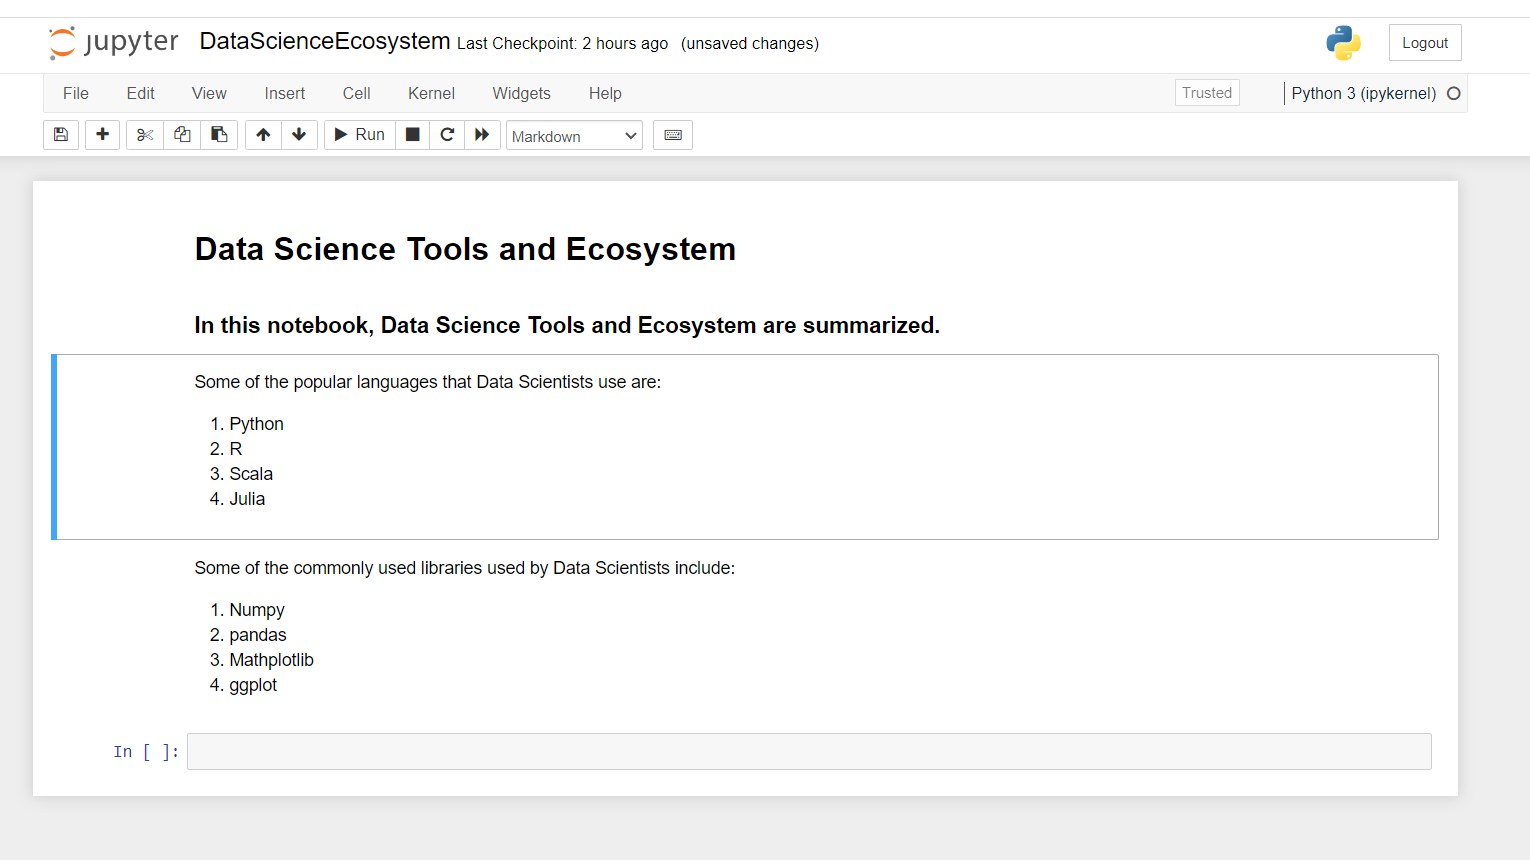 jupyter DataScienceEcosystem Last Checkpoint: 2 hours ago (unsaved changes) Logout
File Edit View Insert Cell Kernel Widgets Help Trusted Python 3 (ipykernel)
Run Markdown
Data Science Tools and Ecosystem
In this notebook, Data Science Tools and Ecosystem are summarized.
Some of the popular languages that Data Scientists use are:
1. Python
2. R
3. Scala
4. Julia
Some of the commonly used libraries used by Data Scientists include:
1. Numpy
2. pandas
3. Mathplotlib
4. ggplot
In [ ]: